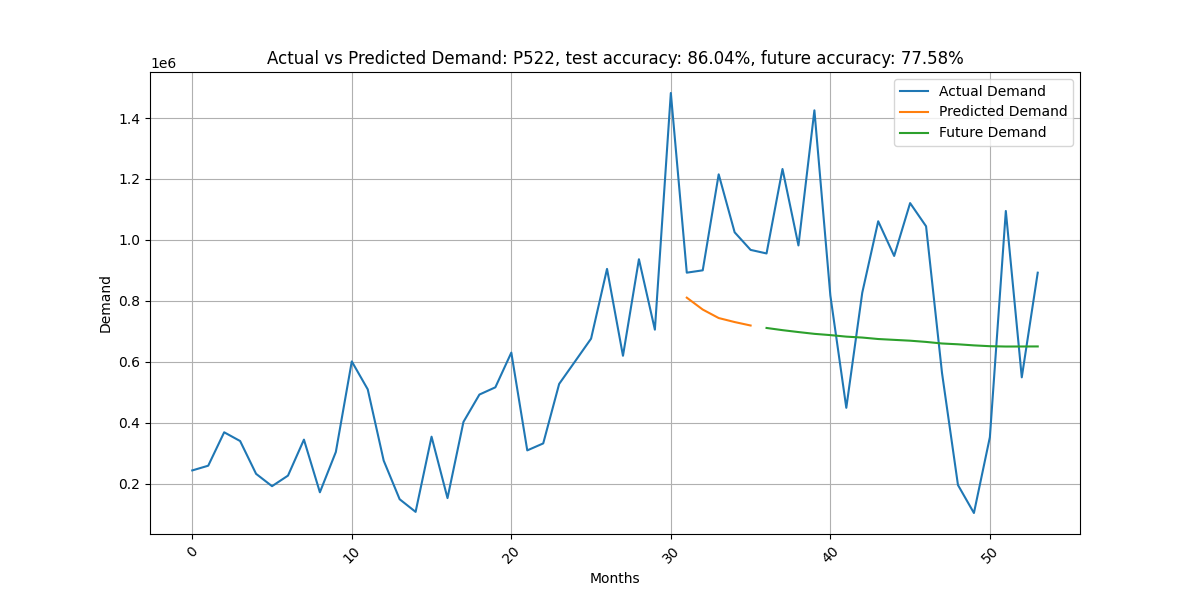 Actual vs Predicted Demand: P522, test accuracy: 86.04%, future accuracy: 77.58%
1e6
Actual Demand
Predicted Demand
Future Demand
1.4
1.2
1.0
0.8
0.6
0.4
0.2
Demand
0
10
20
30
40
50
Months